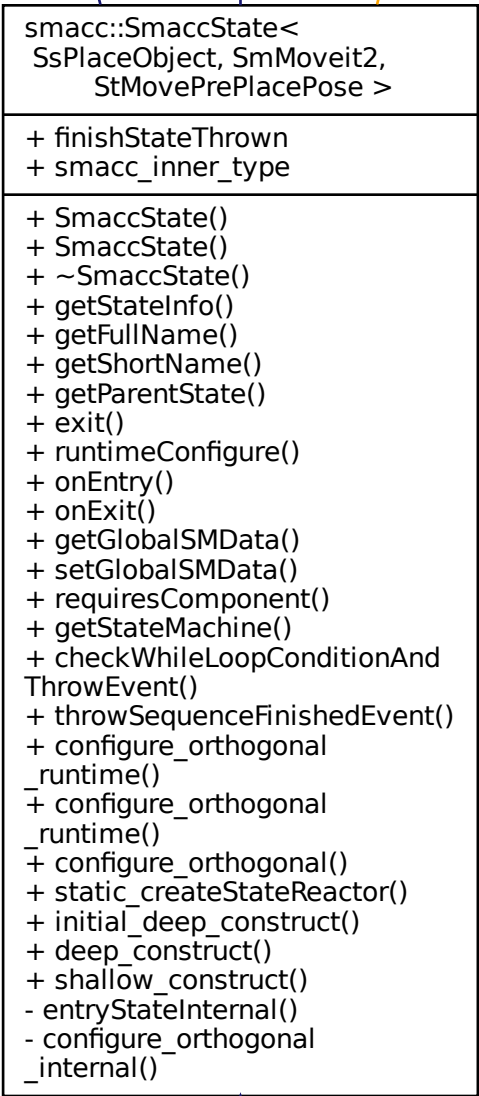 smacc::SmaccState<
SsPlaceObject, SmMoveit2,
StMovePrePlacePose >
+ finishStateThrown
+ smacc_inner_type
+ SmaccState()
+ SmaccState()
+ ~SmaccState()
+ getStateInfo()
+ getFullName()
+ getShortName()
+ getParentState()
+ exit()
+ runtimeConfigure()
+ onEntry()
+ onExit()
+ getGlobalSMData()
+ setGlobalSMData()
+ requiresComponent()
+ getStateMachine()
+ checkWhileLoopConditionAnd
ThrowEvent()
+ throwSequenceFinishedEvent()
+ configure_orthogonal
_runtime()
+ configure_orthogonal
_runtime()
+ configure_orthogonal()
+ static_createStateReactor()
+ initial_deep_construct()
+ deep_construct()
+ shallow_construct()
- entryStateInternal()
- configure_orthogonal
_internal()